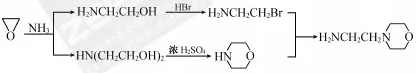 H₂NCH₂CH₂OH HBr H₂NCH₂CH₂Br
O NH₃ H₂NCH₂CH₂N O
HN(CH₂CH₂OH)₂ 浓 H₂SO₄ HN O